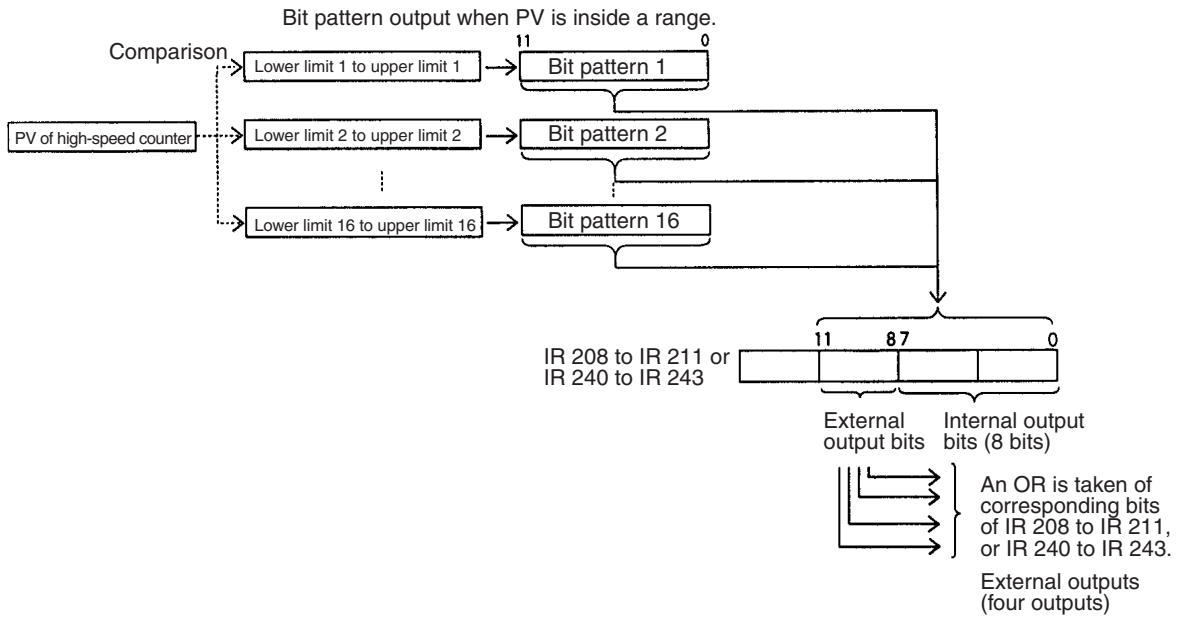 Bit pattern output when PV is inside a range.
11 0
Comparison
Lower limit 1 to upper limit 1
Bit pattern 1
PV of high-speed counter
Lower limit 2 to upper limit 2
Bit pattern 2
Lower limit 16 to upper limit 16
Bit pattern 16
11 8 7 0
IR 208 to IR 211 or
IR 240 to IR 243
External
output bits
Internal output
bits (8 bits)
An OR is taken of
corresponding bits
of IR 208 to IR 211,
or IR 240 to IR 243.
External outputs
(four outputs)